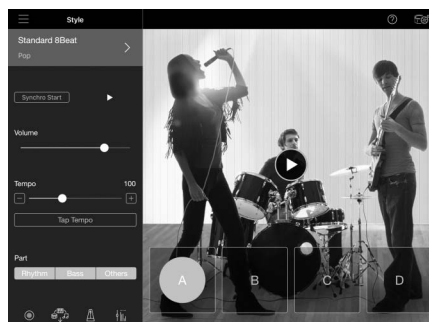 Style
Standard 8Beat
Pop
Synchro Start
Volume
Tempo 100
Tap Tempo
Part
Rhythm Bass Others
A B C D